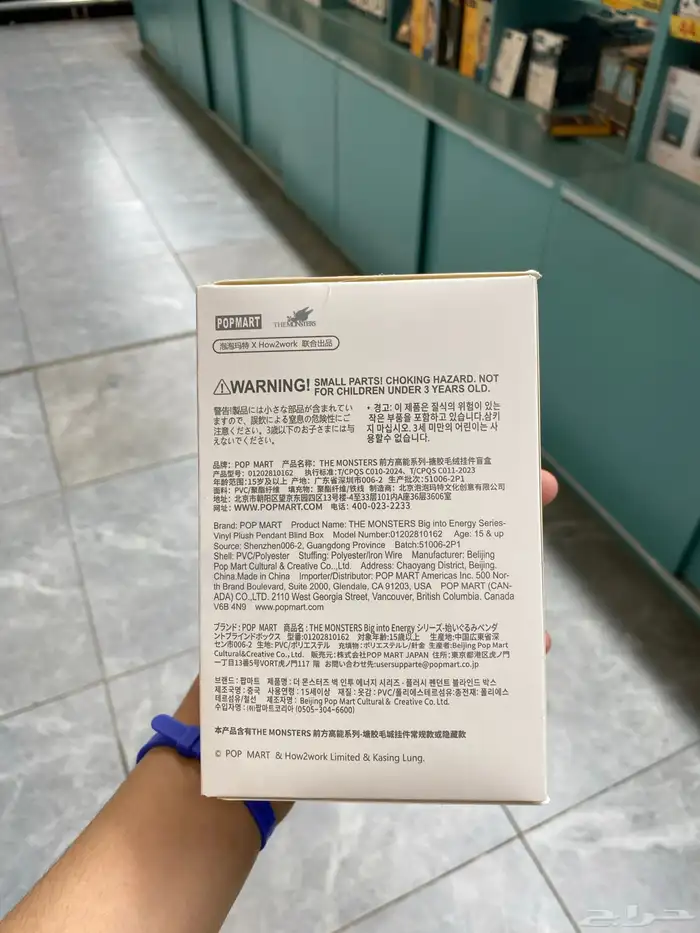 POPMART THE MONSTERS
泡泡玛特 X How2work 联合出品
WARNING! SMALL PARTS! CHOKING HAZARD. NOT
FOR CHILDREN UNDER 3 YEARS OLD.
警告!製品には小さな部品が含まれてい
ますので、誤飲による窒息の危険性にご
注意ください。3歳以下のお子さまには与
えないでください。
• 경고: 이 제품은 질식의 위험이 있는
작은 부품을 포함하고 있습니다.삼키
지 마십시오. 3세 미만의 어린이는 사
용할수 없습니다.
品牌: POP MART 产品名称: THE MONSTERS 前方高能系列-搪胶毛绒挂件盲盒
产品型号: 01202810162 执行标准: T/CPQS C010-2024、T/CPQS C011-2023
年龄范围:15岁及以上 产地: 广东省深圳市006-2 生产批次:51006-2P1
面料: PVC/聚酯纤维 填充物: 聚酯纤维/铁线 制造商: 北京泡泡玛特文化创意有限公司
地址: 北京市朝阳区望京东园四区13号楼-4至33层101内A座36层3606室
网址: WWW.POPMART.COM 电话: 400-023-2233
Brand: POP MART Product Name: THE MONSTERS Big into Energy Series-
Vinyl Plush Pendant Blind Box Model Number:01202810162 Age: 15 & up
Source: Shenzhen006-2, Guangdong Province Batch:51006-2P1
Shell: PVC/Polyester Stuffing: Polyester/Iron Wire Manufacturer: Beijing
Pop Mart Cultural & Creative Co.,Ltd. Address: Chaoyang District, Beijing.
China.Made in China Importer/Distributor: POP MART Americas Inc. 500 Nor-
th Brand Boulevard, Suite 2000, Glendale, CA 91203, USA POP MART (CAN-
ADA) CO.,LTD. 2110 West Georgia Street, Vancouver, British Columbia. Canada
V6B 4N9 www.popmart.com
ブランド: POP MART 商品名: THE MONSTERS Big into Energy シリーズ-始いぐるみペンダ
ントブラインドボックス 型番:01202810162 対象年齢:15歳以上 生産地:中国広東省深
セン市006-2 生地: PVC/ポリエステル 充填物: ポリエステルレ/針金 生産者:Beijing Pop Mart
Cultural&Creative Co., Ltd. 販売元: 株式会社POP MART JAPAN 住所: 東京都港区虎ノ門
一丁目13番5号VORT虎ノ門117 階 お問い合わせ先:usersupparte@popmart.co.jp
브랜드 : 팝마트 제품명 : 더 몬스터즈 빅 인투 에너지 시리즈 - 플러시 펜던트 블라인드 박스
제조국명 : 중국 사용연령 : 15세이상 재질 : 옷감 : PVC/폴리에스테르섬유:충전재: 폴리에스
테르섬유/철선 제조자명 : Beijing Pop Mart Cultural & Creative Co., Ltd.
수입자명 : ㈜팝마트코리아 (0505-304-6600)
本产品含有THE MONSTERS 前方高能系列-搪胶毛绒挂件常规款或隐藏款
© POP MART & How2work Limited & Kasing Lung.
حراج